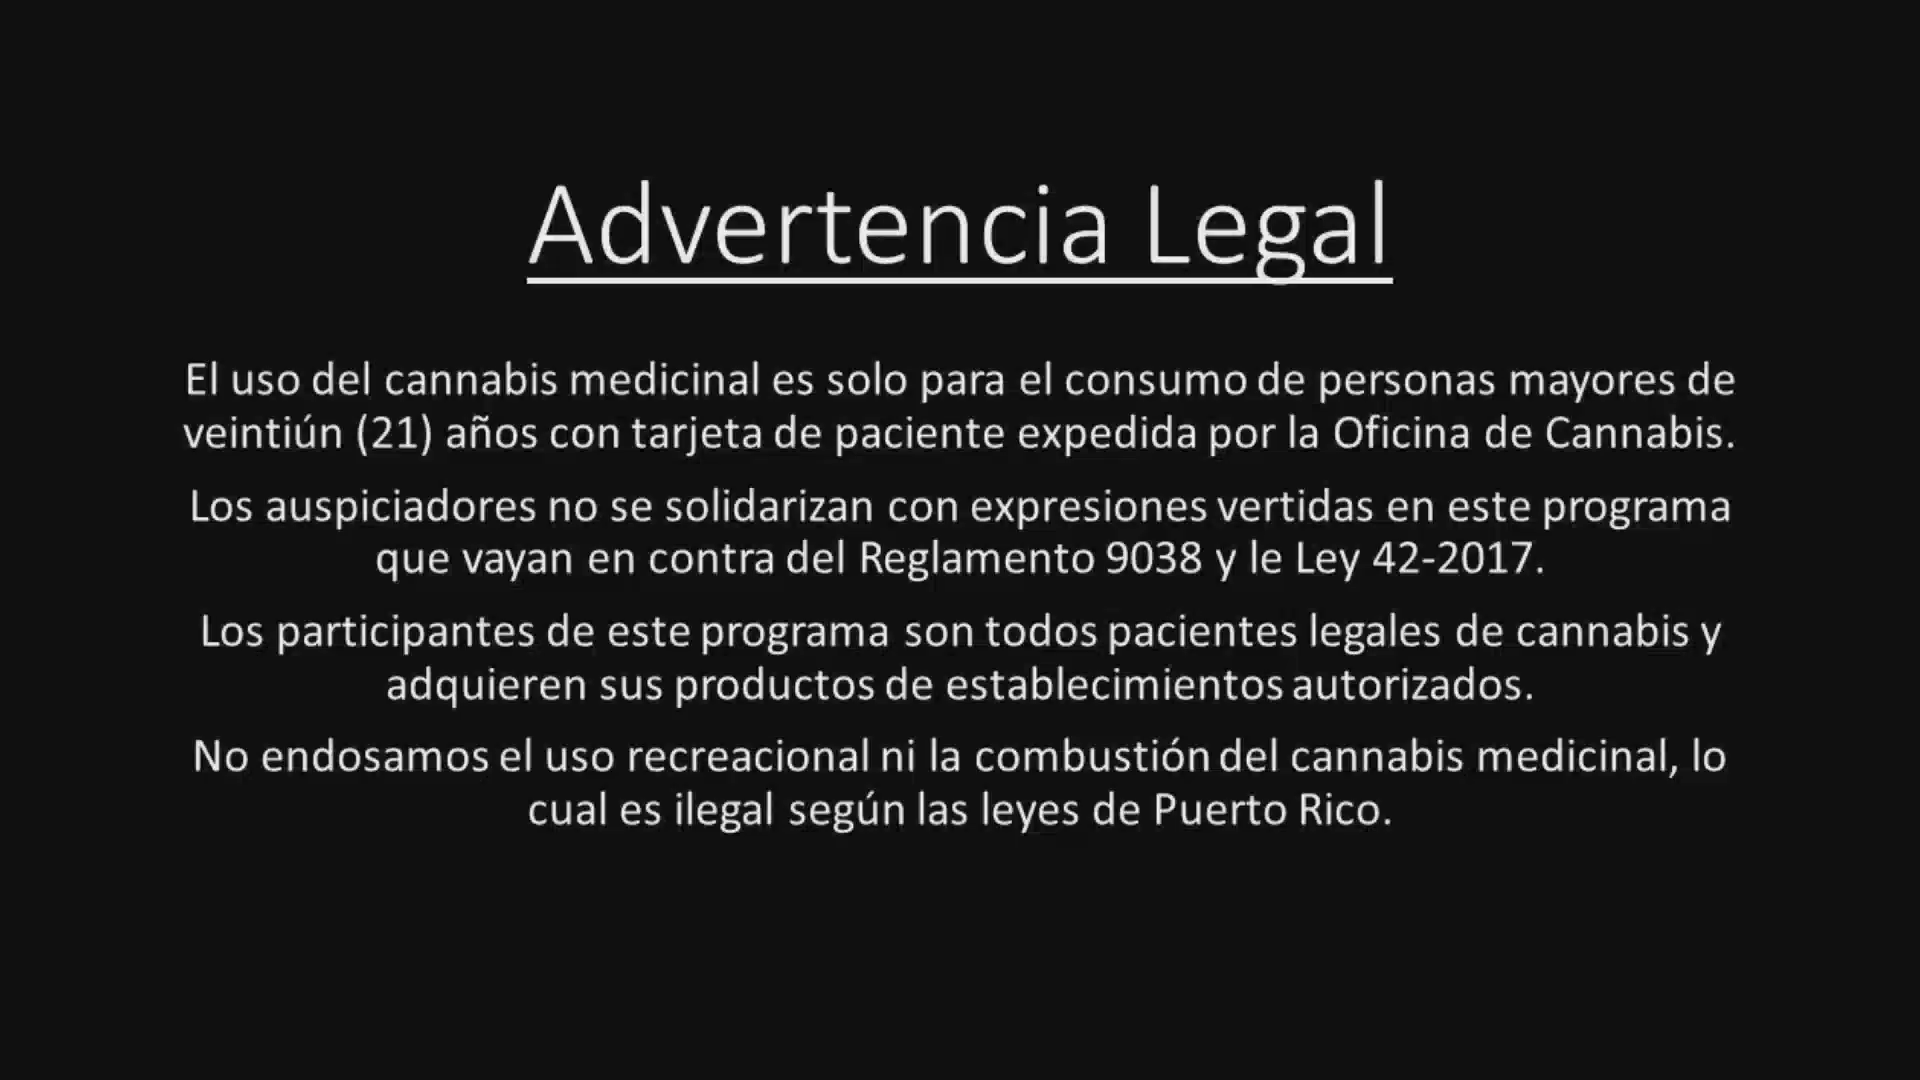 Advertencia Legal
El uso del cannabis medicinal es solo para el consumo de personas mayores de
veintiún (21) años con tarjeta de paciente expedida por la Oficina de Cannabis.
Los auspiciadores no se solidarizan con expresiones vertidas en este programa
que vayan en contra del Reglamento 9038 y le Ley 42-2017.
Los participantes de este programa son todos pacientes legales de cannabis y
adquieren sus productos de establecimientos autorizados.
No endosamos el uso recreacional ni la combustión del cannabis medicinal, lo
cual es ilegal según las leyes de Puerto Rico.